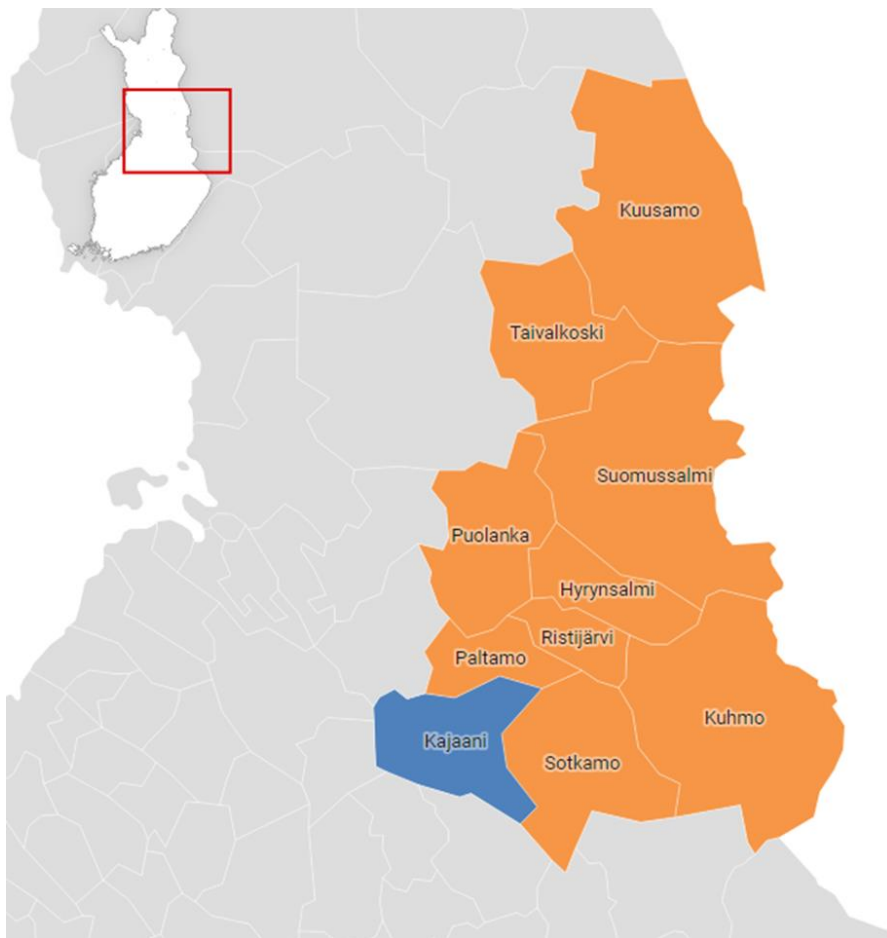 Kuusamo
Taivalkoski
Suomussalmi
Puolanka
Hyrynsalmi
Ristijärvi
Paltamo
Kuhmo
Kajaani
Sotkamo